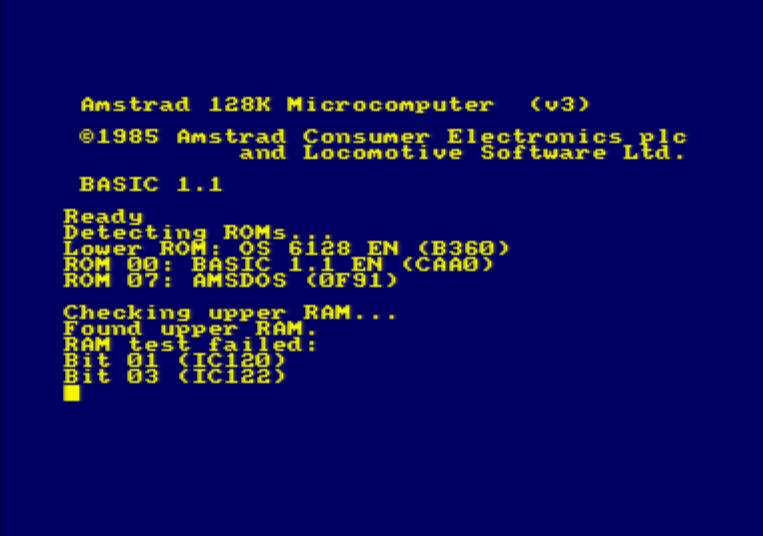 Amstrad 128K Microcomputer (v3)
©1985 Amstrad Consumer Electronics plc
and Locomotive Software Ltd.
BASIC 1.1
Ready
Detecting ROMs...
Lower ROM: OS 6128 EN (B360)
ROM 00: BASIC 1.1 EN (CAA0)
ROM 07: AMSDOS (0F91)
Checking upper RAM...
Found upper RAM.
RAM test failed:
Bit 01 (IC120)
Bit 03 (IC122)